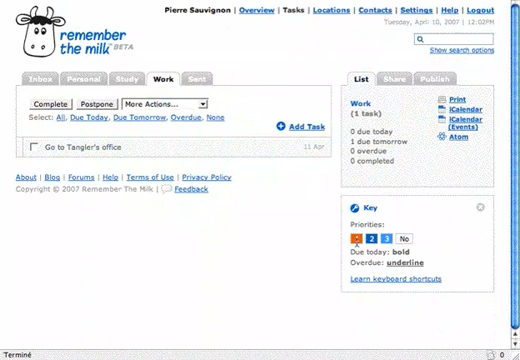 Pierre Sauvignon | Overview | Tasks | Locations | Contacts | Settings | Help | Logout
Tuesday, April 10, 2007 | 12:02PM
remember
the milk™ BETA
Show search options
Inbox Personal Study Work Sent
Complete Postpone More Actions...
Select: All, Due Today, Due Tomorrow, Overdue, None
Add Task
Go to Tangler's office 11 Apr
List Share Publish
Work
(1 task)
0 due today
1 due tomorrow
0 overdue
0 completed
Print
iCalendar
iCalendar
(Events)
Atom
About | Blog | Forums | Help | Terms of Use | Privacy Policy
Copyright © 2007 Remember The Milk | Feedback
Key
Priorities:
2 3 No
Due today: bold
Overdue: underline
Learn keyboard shortcuts
Terminé 0